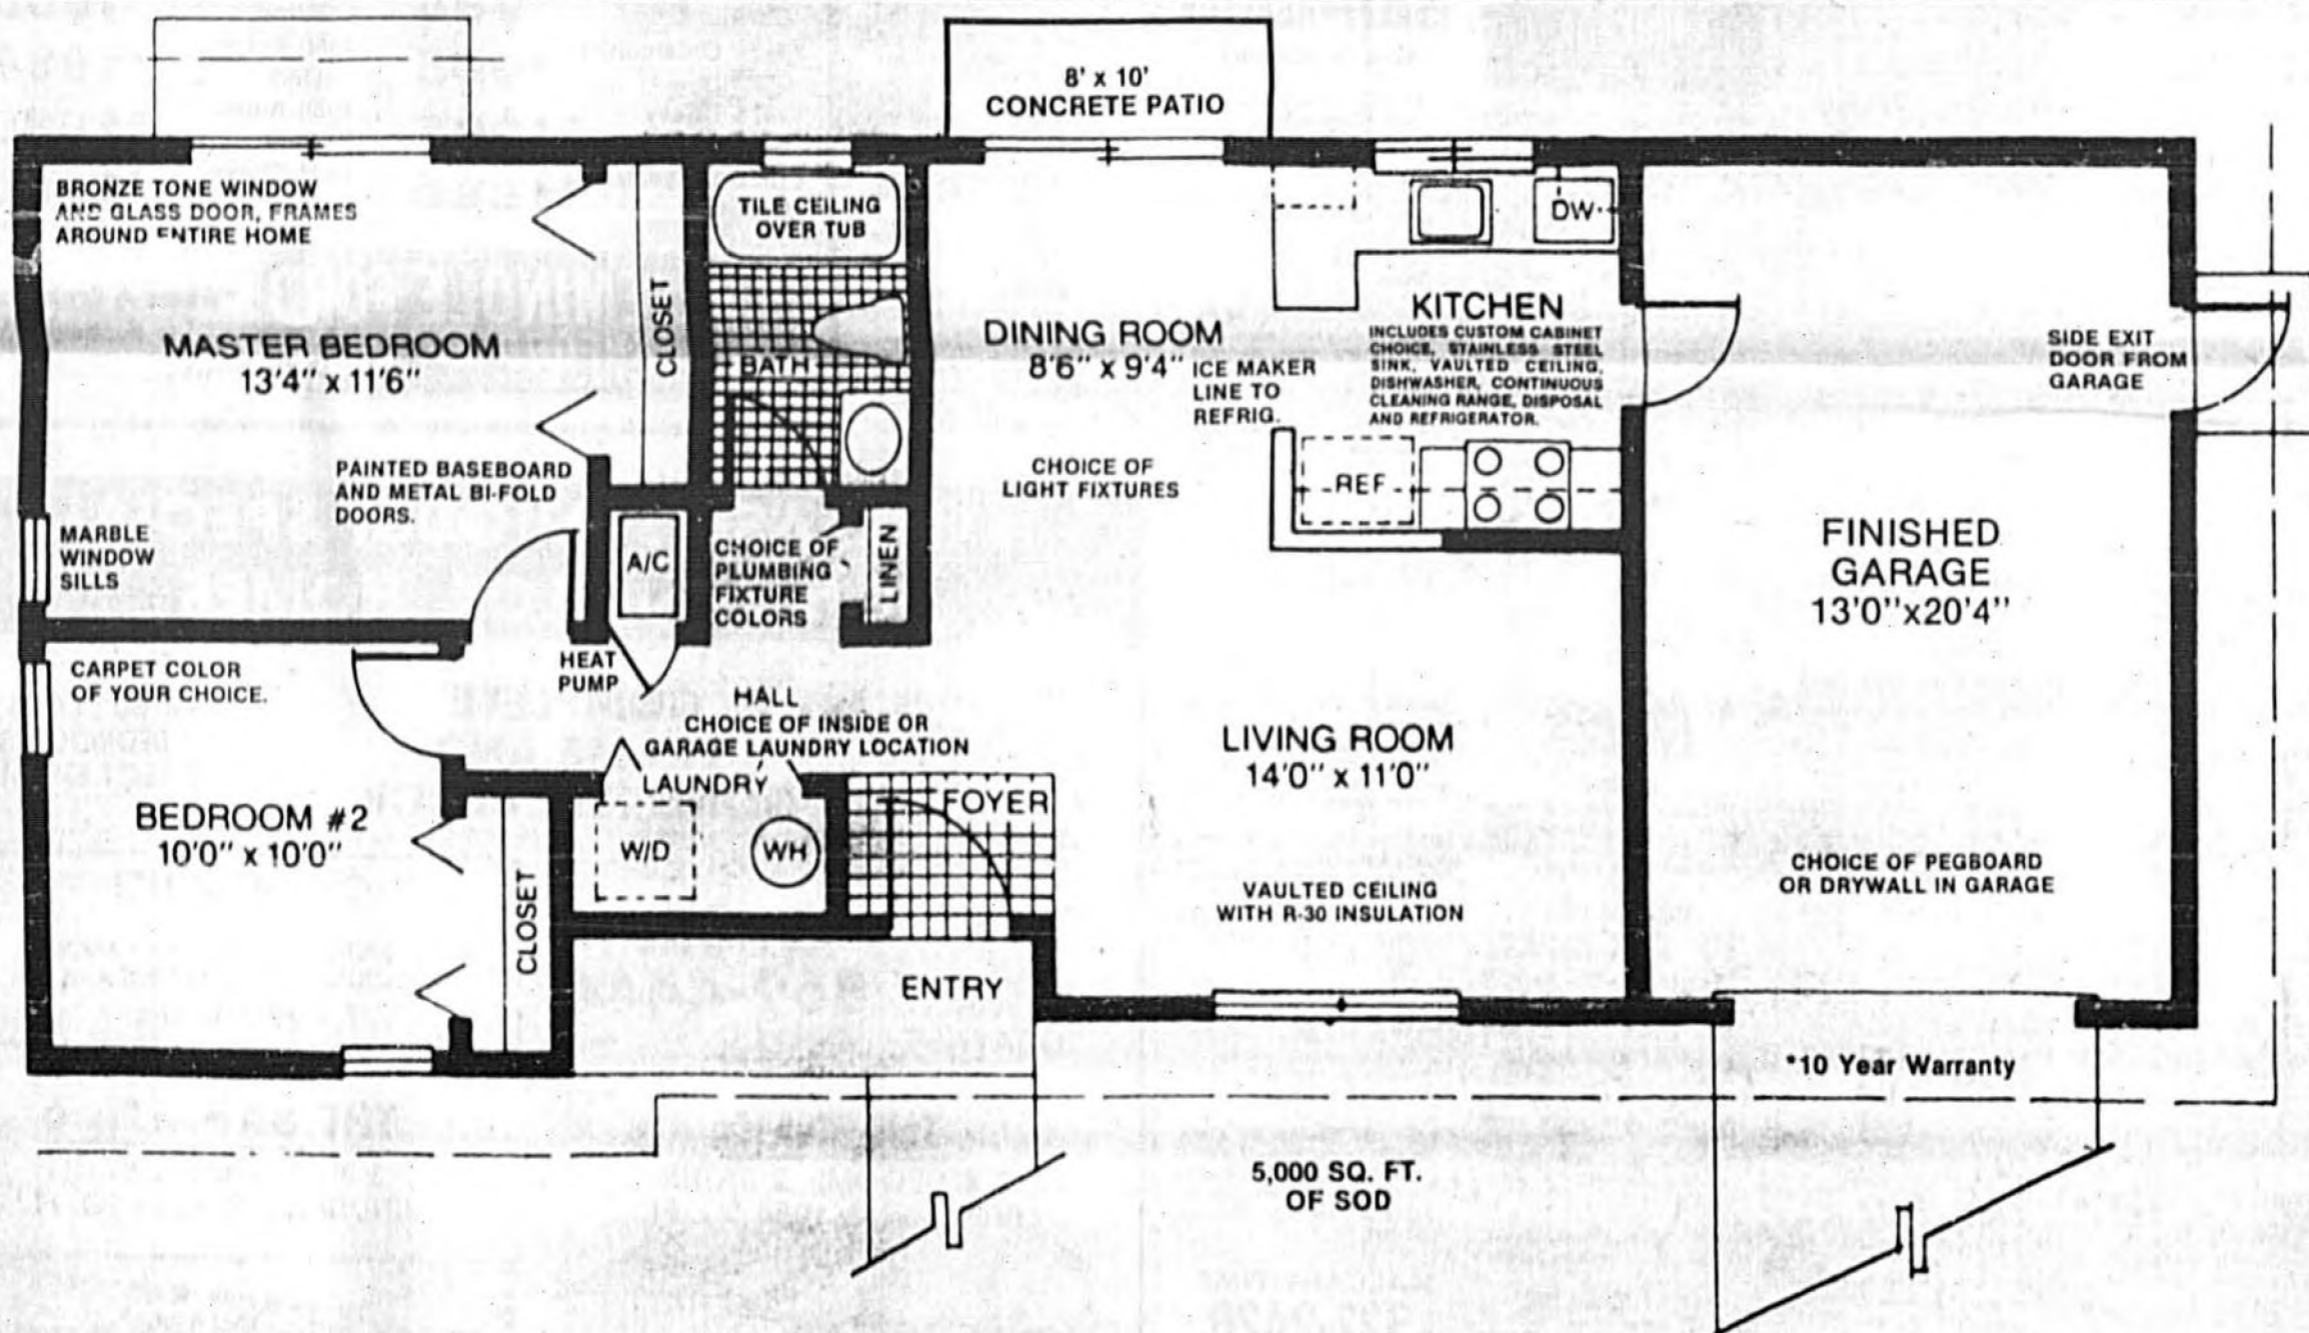 8' x 10'
CONCRETE PATIO
BRONZE TONE WINDOW
AND GLASS DOOR, FRAMES
AROUND ENTIRE HOME
MASTER BEDROOM
13'4" x 11'6"
PAINTED BASEBOARD
AND METAL BI-FOLD
DOORS.
MARBLE
WINDOW
SILLS
CLOSET
TILE CEILING
OVER TUB
BATH
A/C
CHOICE OF
PLUMBING
FIXTURE
COLORS
LINEN
DINING ROOM
8'6" x 9'4"
ICE MAKER
LINE TO
REFRIG.
CHOICE OF
LIGHT FIXTURES
DW
KITCHEN
INCLUDES CUSTOM CABINET
CHOICE, STAINLESS STEEL
SINK, VAULTED CEILING,
DISHWASHER, CONTINUOUS
CLEANING RANGE, DISPOSAL
AND REFRIGERATOR.
REF
SIDE EXIT
DOOR FROM
GARAGE
FINISHED
GARAGE
13'0"x20'4"
CARPET COLOR
OF YOUR CHOICE.
HEAT
PUMP
HALL
CHOICE OF INSIDE OR
GARAGE LAUNDRY LOCATION
LAUNDRY
W/D
WH
FOYER
LIVING ROOM
14'0" x 11'0"
BEDROOM #2
10'0" x 10'0"
CLOSET
VAULTED CEILING
WITH R-30 INSULATION
CHOICE OF PEGBOARD
OR DRYWALL IN GARAGE
ENTRY
*10 Year Warranty
5,000 SQ. FT.
OF SOD